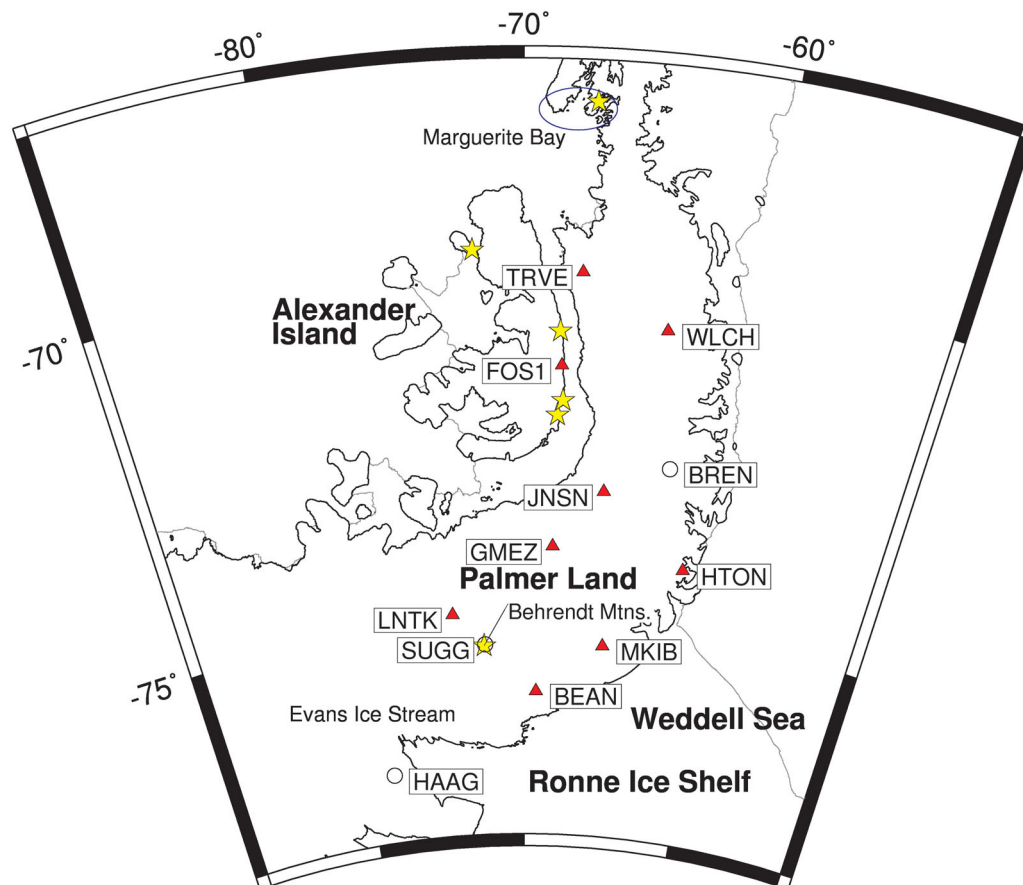 -70°
-80°
-60°
Marguerite Bay
TRVE
Alexander
Island
WLCH
-70°
FOS1
BREN
JNSN
GMEZ
Palmer Land
HTON
Behrendt Mtns.
LNTK
SUGG
MKIB
-75°
BEAN
Evans Ice Stream
Weddell Sea
HAAG
Ronne Ice Shelf